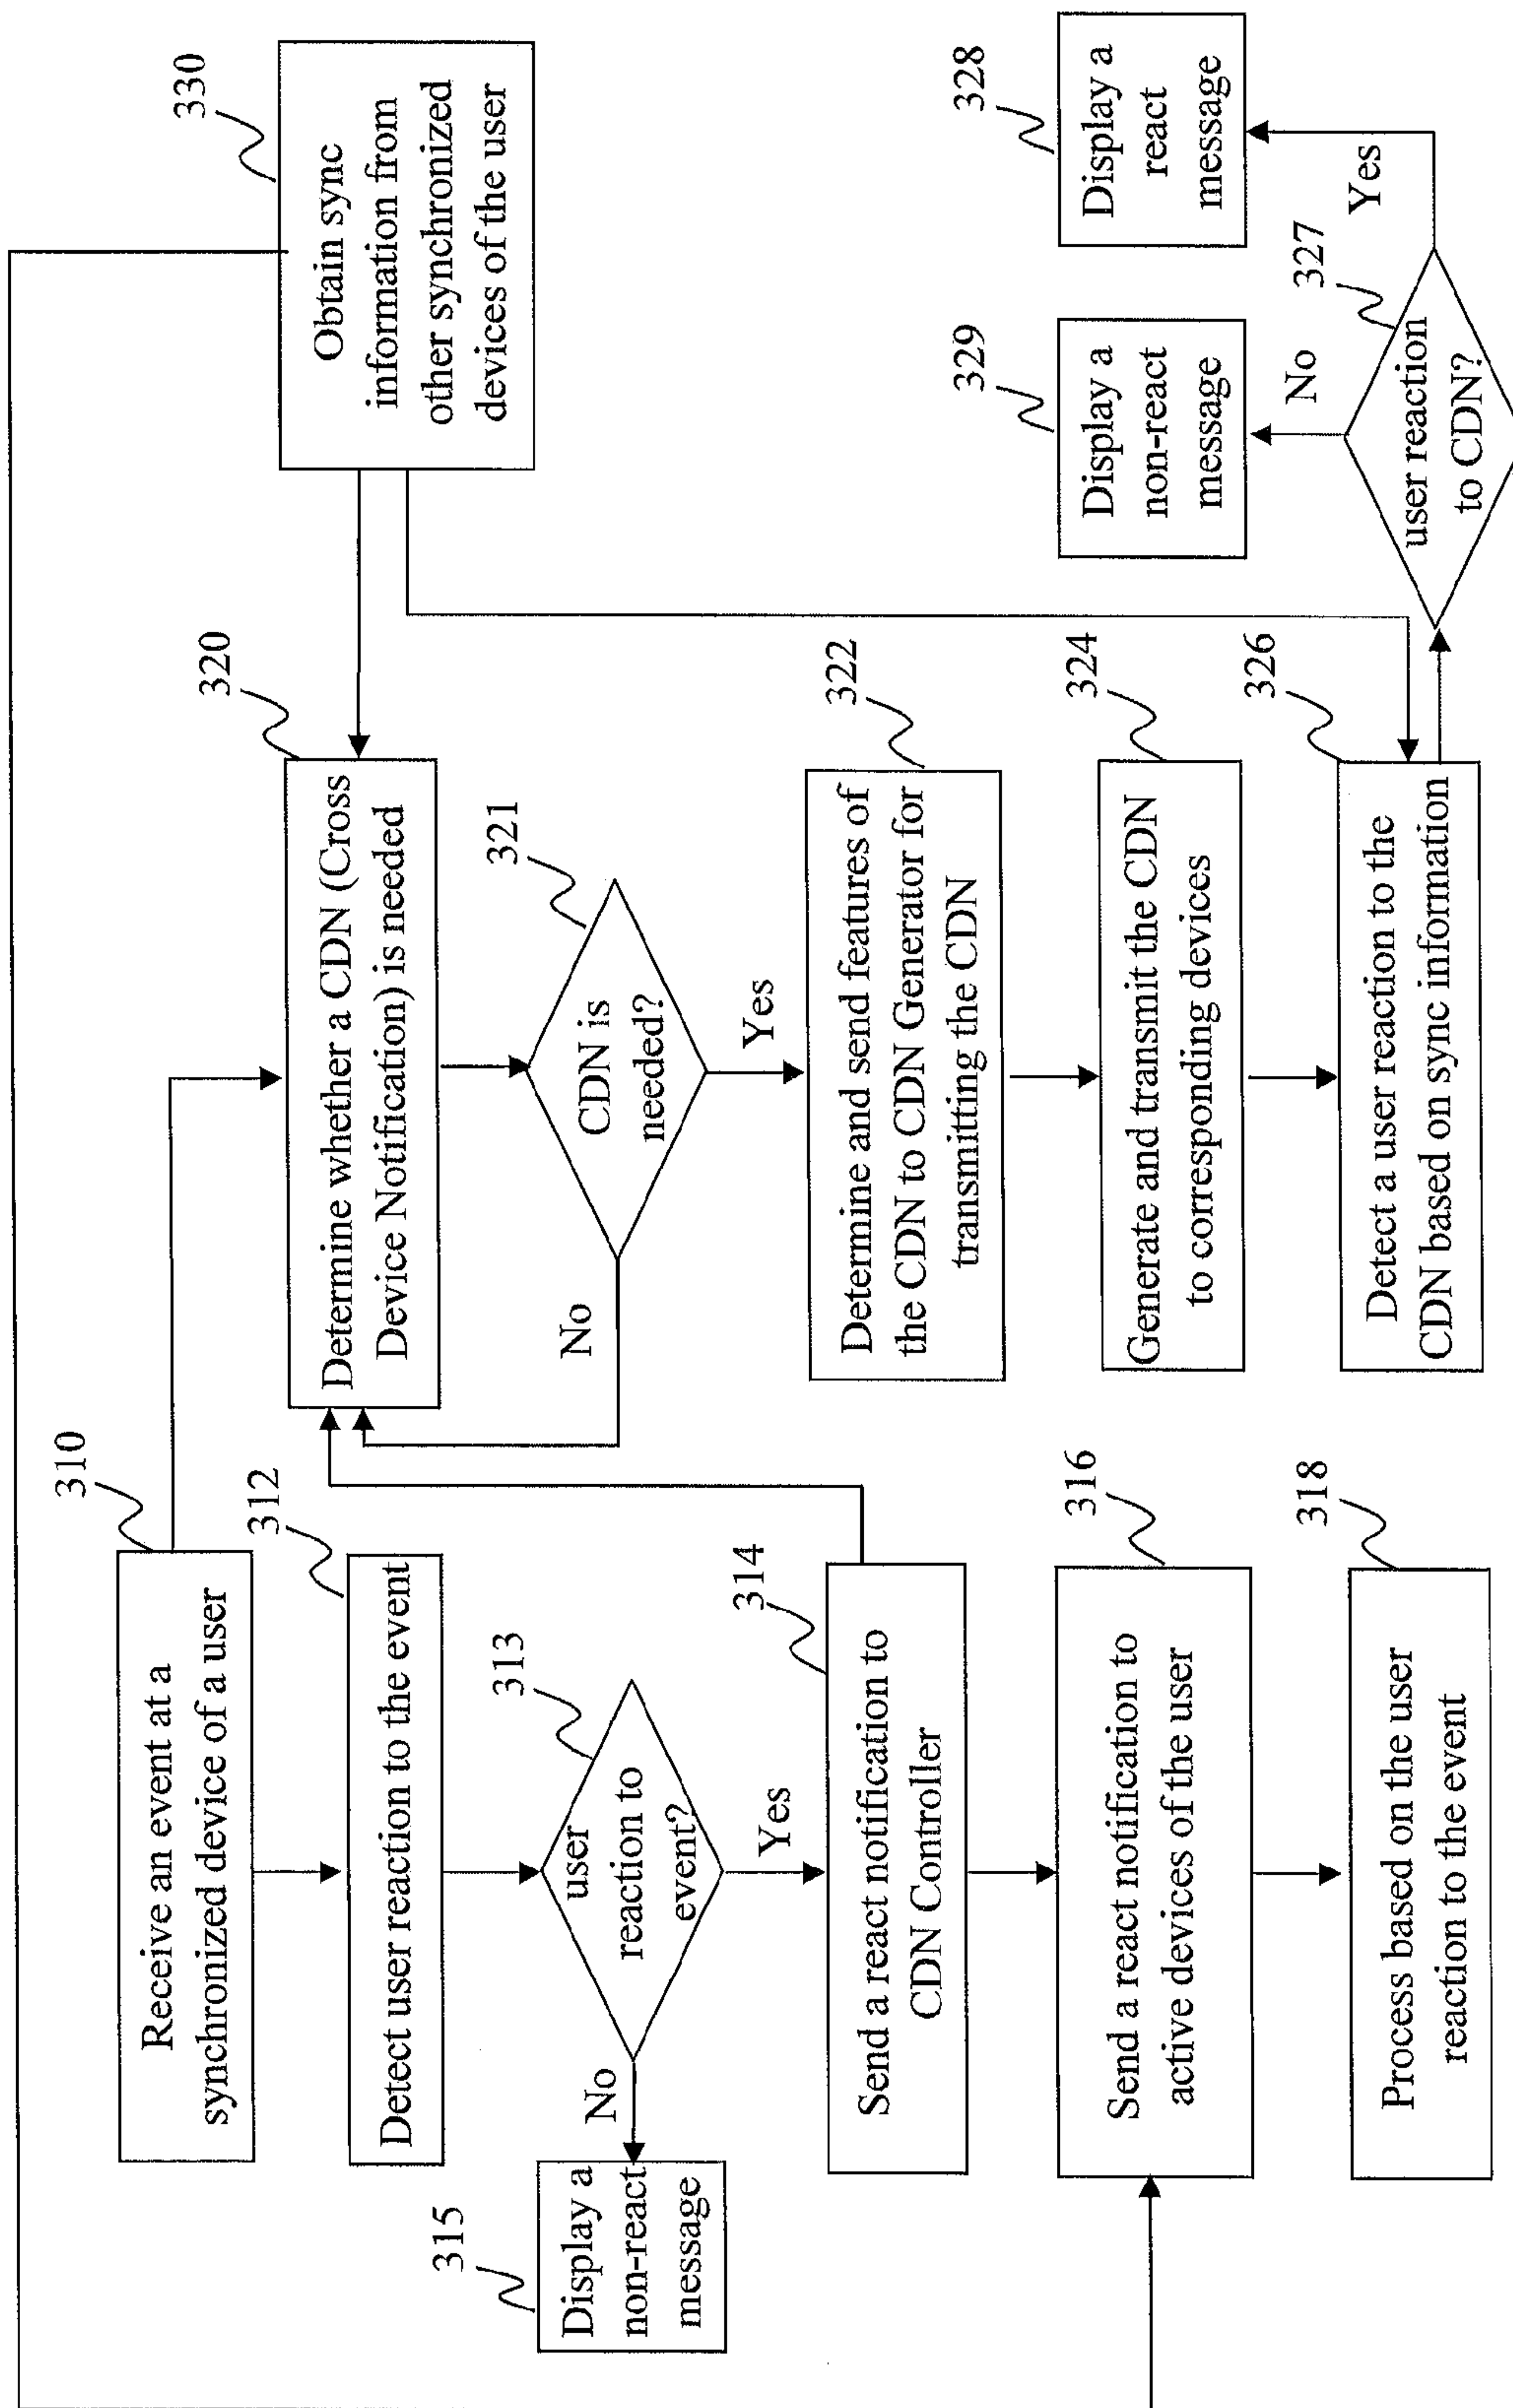 310
Receive an event at a
synchronized device of a user
312
Detect user reaction to the event
313
user
reaction to
event?
No
Yes
315
Display a
non-react
message
314
Send a react notification to
CDN Controller
316
Send a react notification to
active devices of the user
318
Process based on the user
reaction to the event
320
Determine whether a CDN (Cross
Device Notification) is needed
321
CDN is
needed?
No
Yes
322
Determine and send features of
the CDN to CDN Generator for
transmitting the CDN
324
Generate and transmit the CDN
to corresponding devices
326
Detect a user reaction to the
CDN based on sync information
330
Obtain sync
information from
other synchronized
devices of the user
327
user reaction
to CDN?
No
Yes
329
Display a
non-react
message
328
Display a
react
message